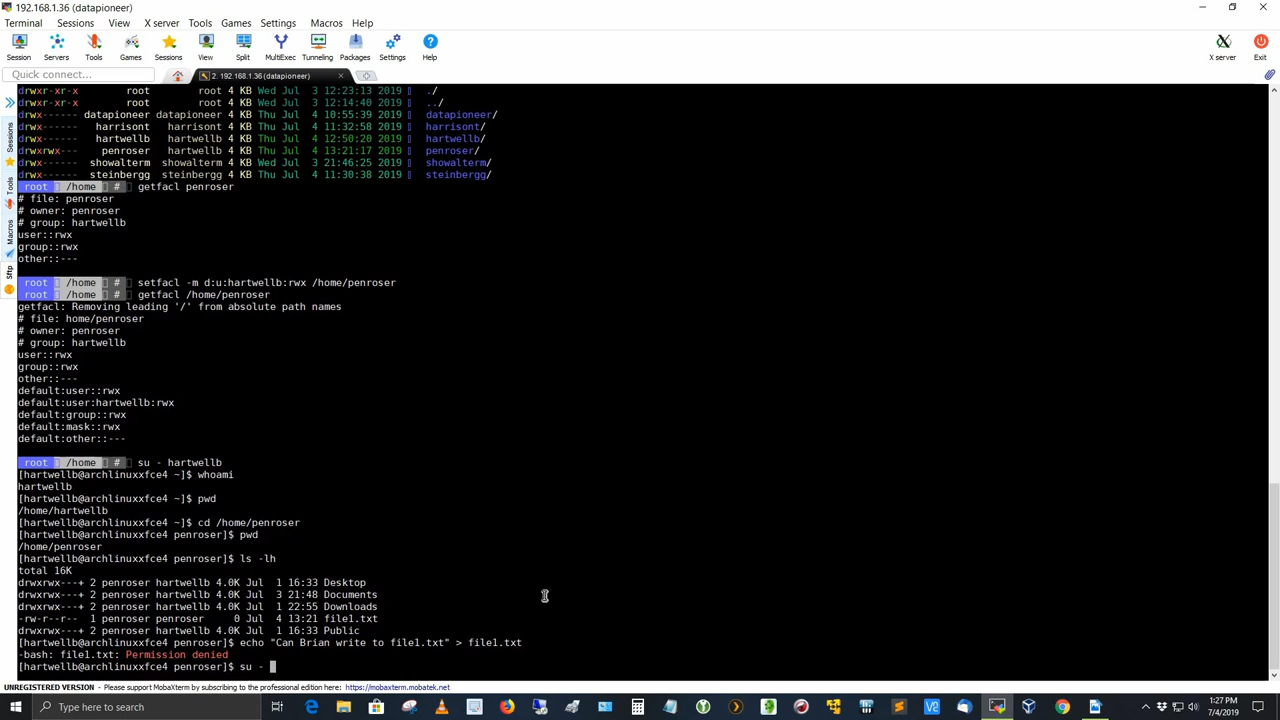 192.168.1.36 (datapioneer)
Terminal Sessions View X server Tools Games Settings Macros Help
Session Servers Tools Games Sessions View Split MultiExec Tunneling Packages Settings Help X server Exit
Quick connect...
2. 192.168.1.36 (datapioneer)
drwxr-xr-x root root 4 KB Wed Jul 3 12:23:13 2019 ./
drwxr-xr-x root root 4 KB Wed Jul 3 12:14:40 2019 ../
drwx------ datapioneer datapioneer 4 KB Thu Jul 4 10:55:39 2019 datapioneer/
drwx------ harrisont harrisont 4 KB Thu Jul 4 11:32:58 2019 harrisont/
drwx------ hartwellb hartwellb 4 KB Thu Jul 4 12:50:20 2019 hartwellb/
drwxrwx--- penroser hartwellb 4 KB Thu Jul 4 13:21:17 2019 penroser/
drwx------ showalterm showalterm 4 KB Wed Jul 3 21:46:25 2019 showalterm/
drwx------ steinbergg steinbergg 4 KB Thu Jul 4 11:30:38 2019 steinbergg/
root /home # getfacl penroser
# file: penroser
# owner: penroser
# group: hartwellb
user::rwx
group::rwx
other::---
root /home # setfacl -m d:u:hartwellb:rwx /home/penroser
root /home # getfacl /home/penroser
getfacl: Removing leading '/' from absolute path names
# file: home/penroser
# owner: penroser
# group: hartwellb
user::rwx
group::rwx
other::---
default:user::rwx
default:user:hartwellb:rwx
default:group::rwx
default:mask::rwx
default:other::---
root /home # su - hartwellb
[hartwellb@archlinuxxfce4 ~]$ whoami
hartwellb
[hartwellb@archlinuxxfce4 ~]$ pwd
/home/hartwellb
[hartwellb@archlinuxxfce4 ~]$ cd /home/penroser
[hartwellb@archlinuxxfce4 penroser]$ pwd
/home/penroser
[hartwellb@archlinuxxfce4 penroser]$ ls -lh
total 16K
drwxrwx---+ 2 penroser hartwellb 4.0K Jul 1 16:33 Desktop
drwxrwx---+ 2 penroser hartwellb 4.0K Jul 3 21:48 Documents
drwxrwx---+ 2 penroser hartwellb 4.0K Jul 1 22:55 Downloads
-rw-r--r-- 1 penroser penroser 0 Jul 4 13:21 file1.txt
drwxrwx---+ 2 penroser hartwellb 4.0K Jul 1 16:33 Public
[hartwellb@archlinuxxfce4 penroser]$ echo "Can Brian write to file1.txt" > file1.txt
-bash: file1.txt: Permission denied
[hartwellb@archlinuxxfce4 penroser]$ su -
Sessions
Tools
Macros
Sftp
UNREGISTERED VERSION - Please support MobaXterm by subscribing to the professional edition here: https://mobaxterm.mobatek.net
Type here to search
1:27 PM
7/4/2019